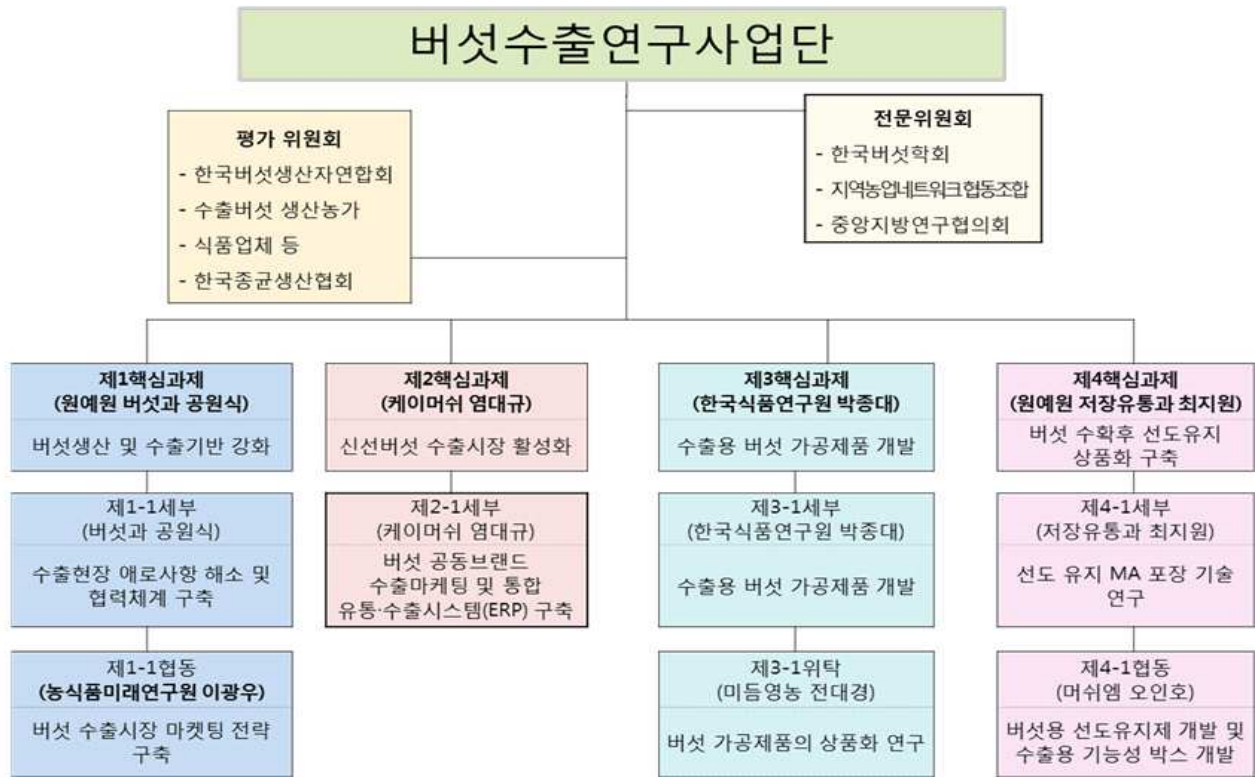 버섯수출연구사업단
평가 위원회
- 한국버섯생산자연합회
- 수출버섯 생산농가
- 식품업체 등
- 한국종균생산협회
전문위원회
- 한국버섯학회
- 지역농업네트워크협동조합
- 중앙지방연구협의회
제1핵심과제
(원예원 버섯과 공원식)
버섯생산 및 수출기반 강화
제1-1세부
(버섯과 공원식)
수출현장 애로사항 해소 및
협력체계 구축
제1-1협동
(농식품미래연구원 이광우)
버섯 수출시장 마켓팅 전략
구축
제2핵심과제
(케이머쉬 염대규)
신선버섯 수출시장 활성화
제2-1세부
(케이머쉬 염대규)
버섯 공동브랜드
수출마케팅 및 통합
유통·수출시스템(ERP) 구축
제3핵심과제
(한국식품연구원 박종대)
수출용 버섯 가공제품 개발
제3-1세부
(한국식품연구원 박종대)
수출용 버섯 가공제품 개발
제3-1위탁
(미듬영농 전대경)
버섯 가공제품의 상품화 연구
제4핵심과제
(원예원 저장유통과 최지원)
버섯 수확후 선도유지
상품화 구축
제4-1세부
(저장유통과 최지원)
선도 유지 MA 포장 기술
연구
제4-1협동
(머쉬엠 오인호)
버섯용 선도유지제 개발 및
수출용 기능성 박스 개발